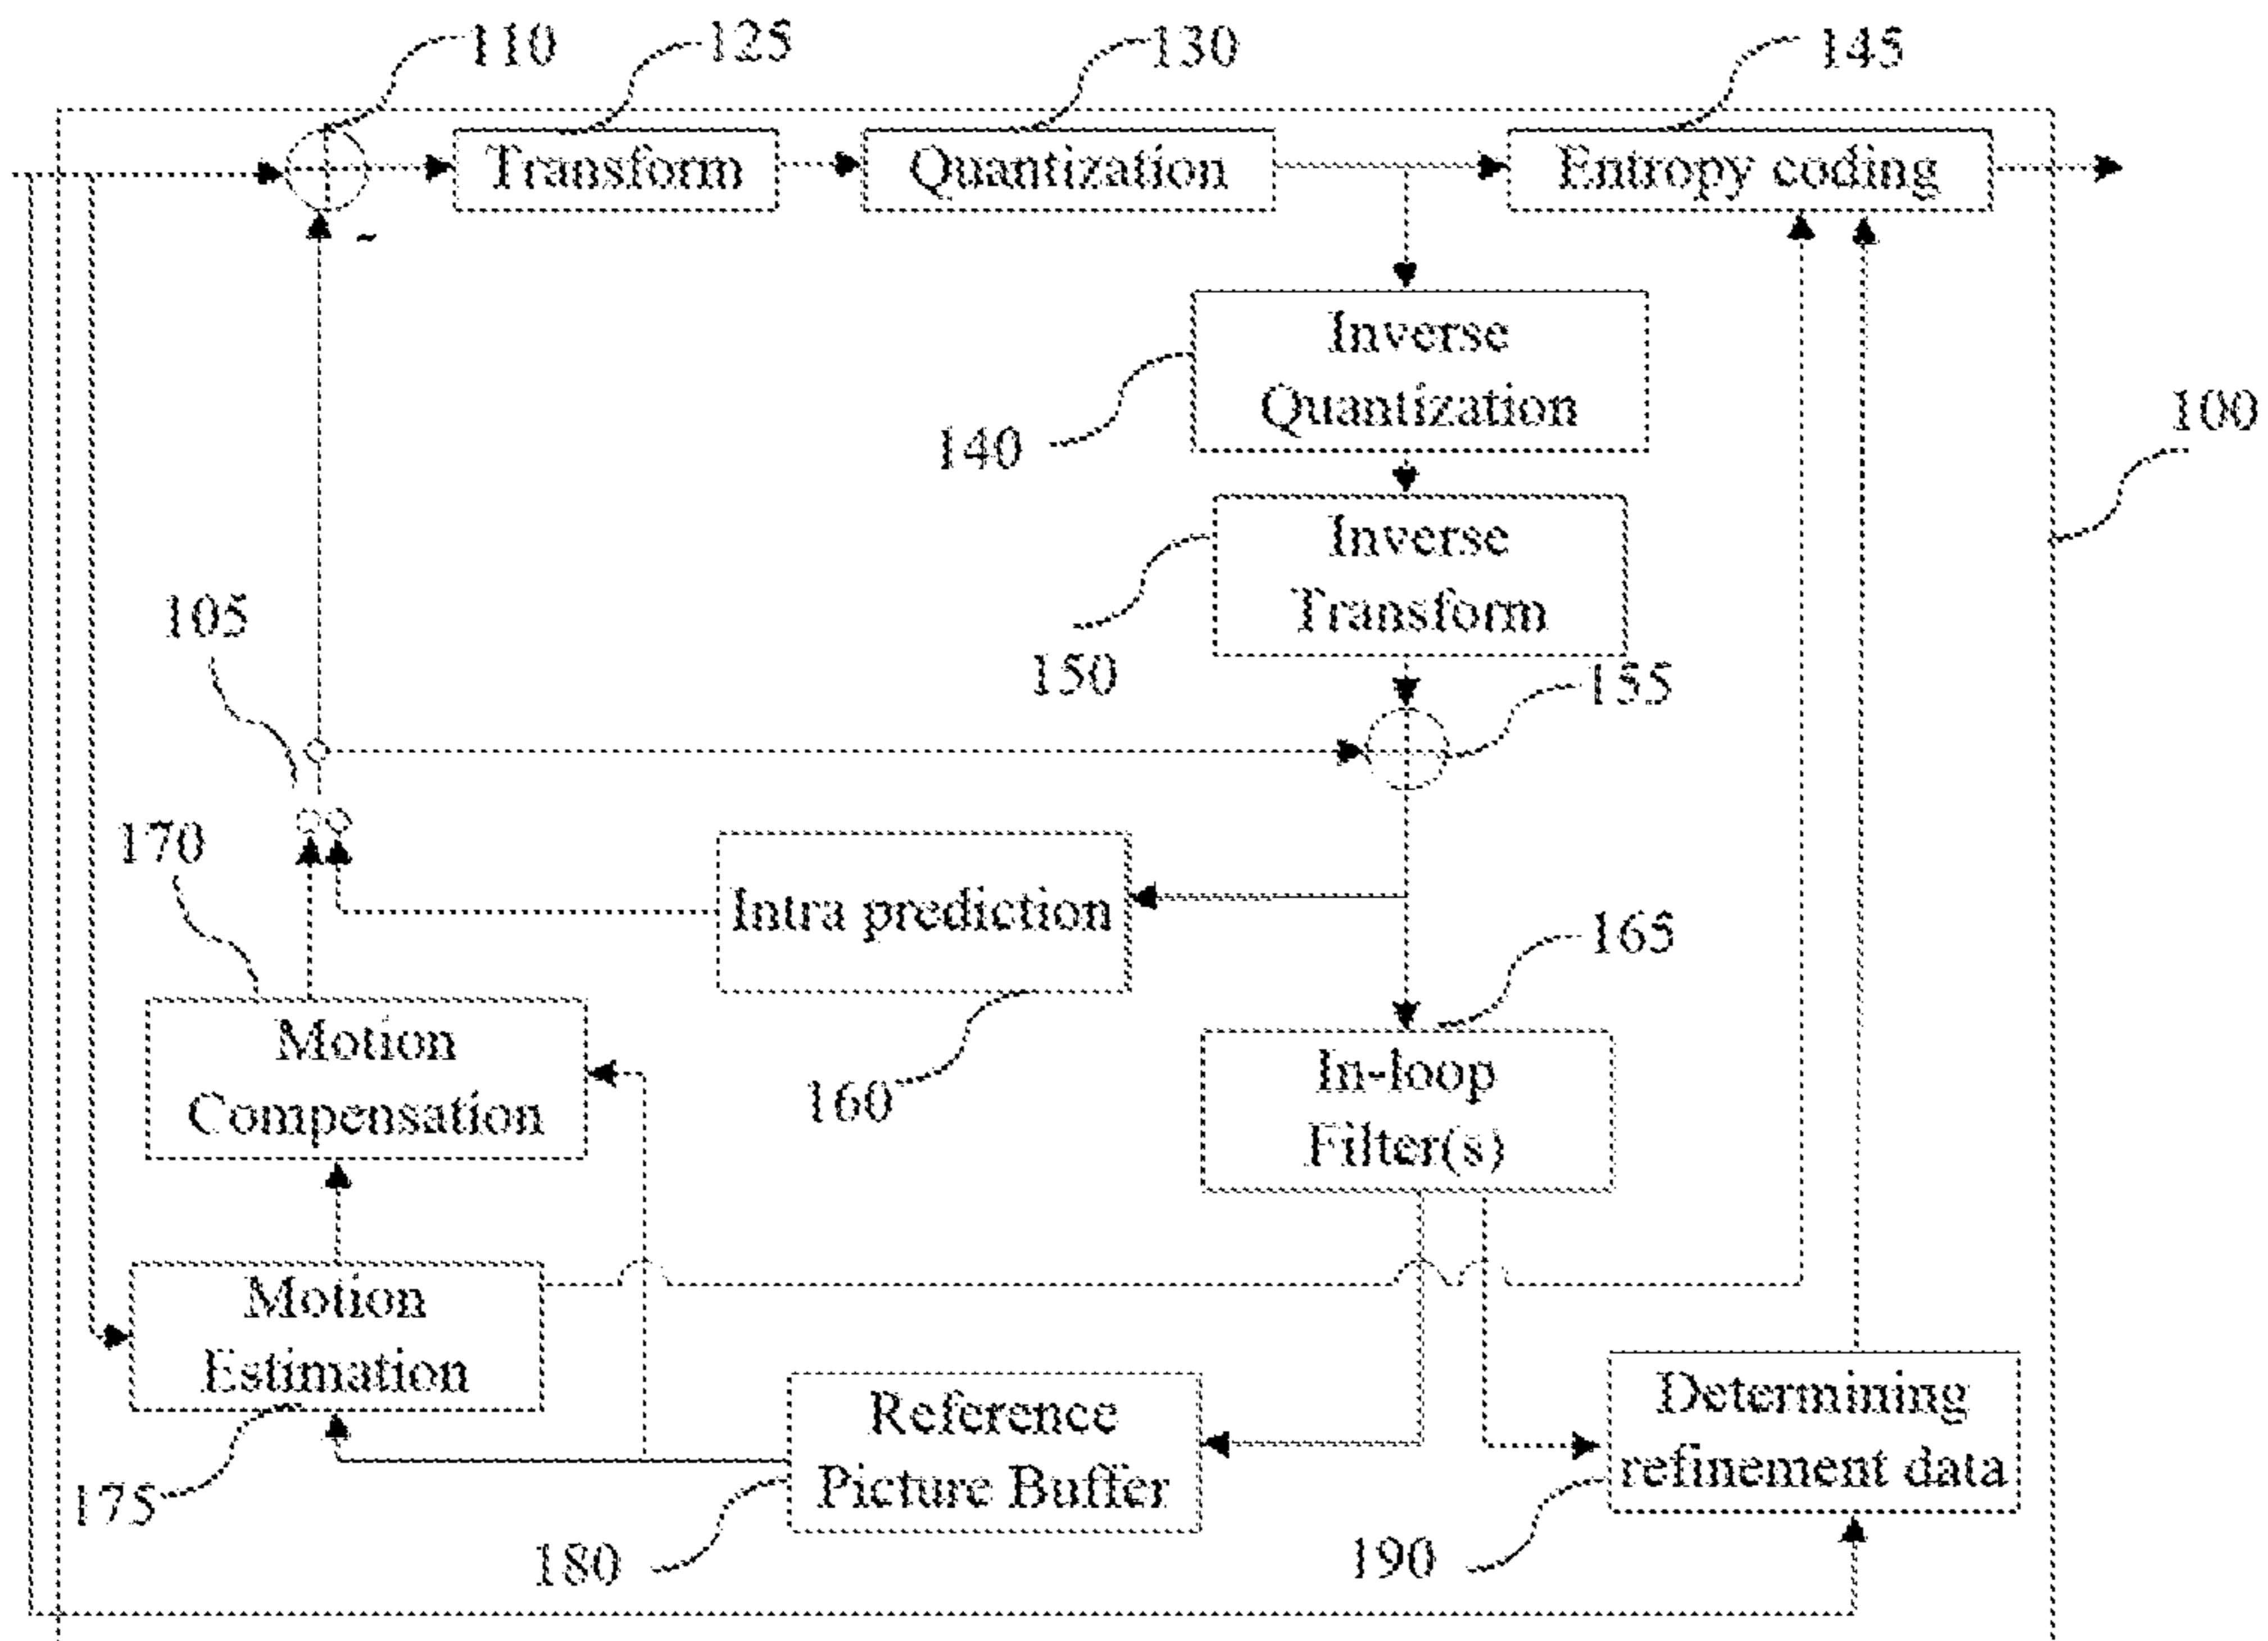 110
125
130
145
Transform
Quantization
Entropy coding
-
Inverse
Quantization
140
100
Inverse
Transform
105
150
155
170
Intra prediction
165
Motion
Compensation
160
In-loop
Filter(s)
Motion
Estimation
175
Reference
Picture Buffer
180
Determining
refinement data
190